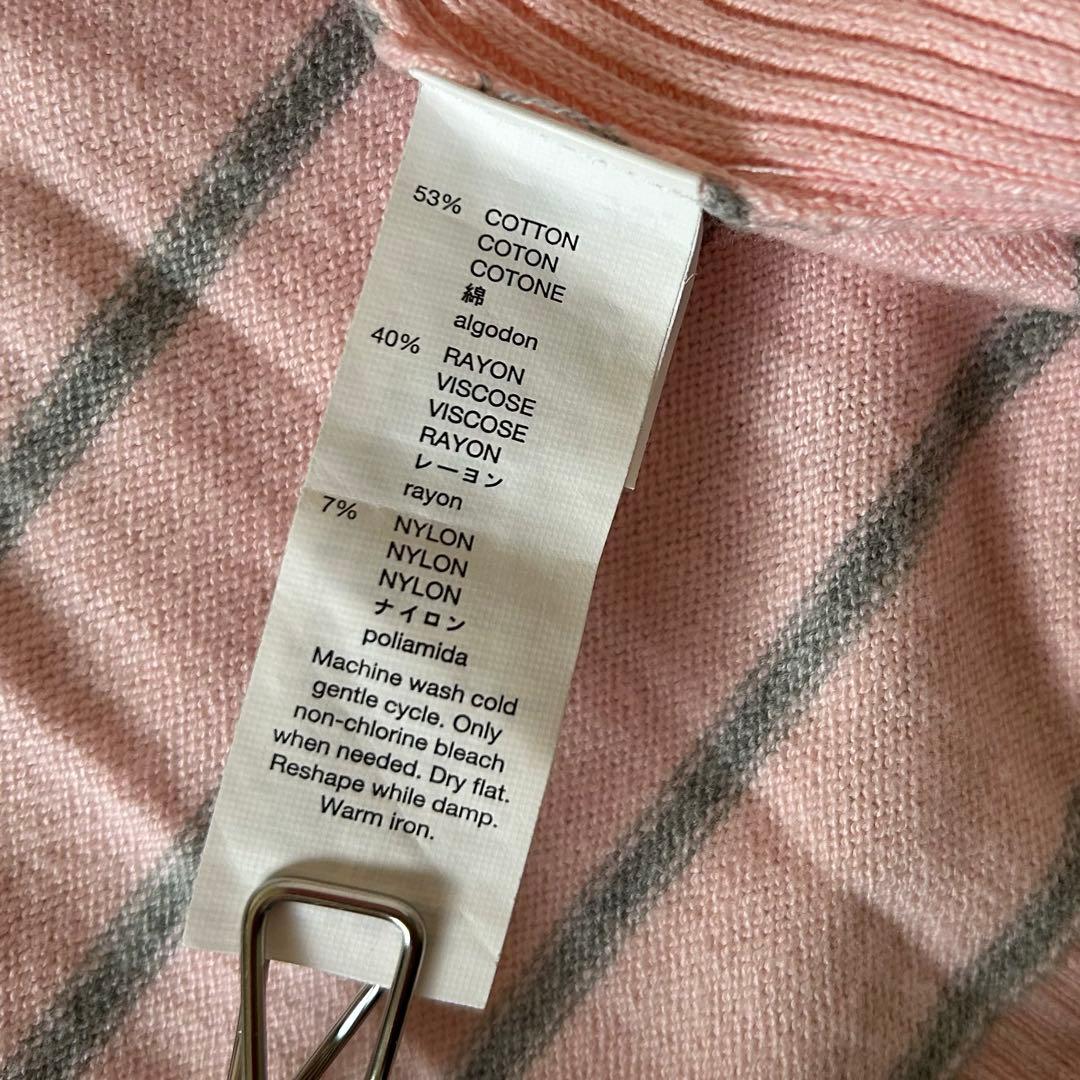 53% COTTON
COTON
COTONE
綿
algodon
40% RAYON
VISCOSE
VISCOSE
RAYON
レーヨン
rayon
7% NYLON
NYLON
NYLON
ナイロン
poliamida
Machine wash cold
gentle cycle. Only
non-chlorine bleach
when needed. Dry flat.
Reshape while damp.
Warm iron.